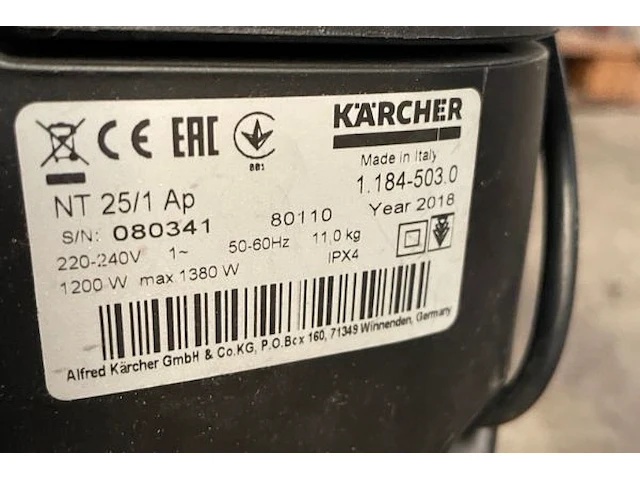 CE EAC
001
KÄRCHER
Made in Italy
NT 25/1 Ap
1.184-503.0
S/N: 080341 80110 Year 2018
220-240V 1~ 50-60Hz 11,0 kg
1200 W max 1380 W IPX4
Alfred Kärcher GmbH & Co.KG, P.O.Box 160, 71349 Winnenden, Germany